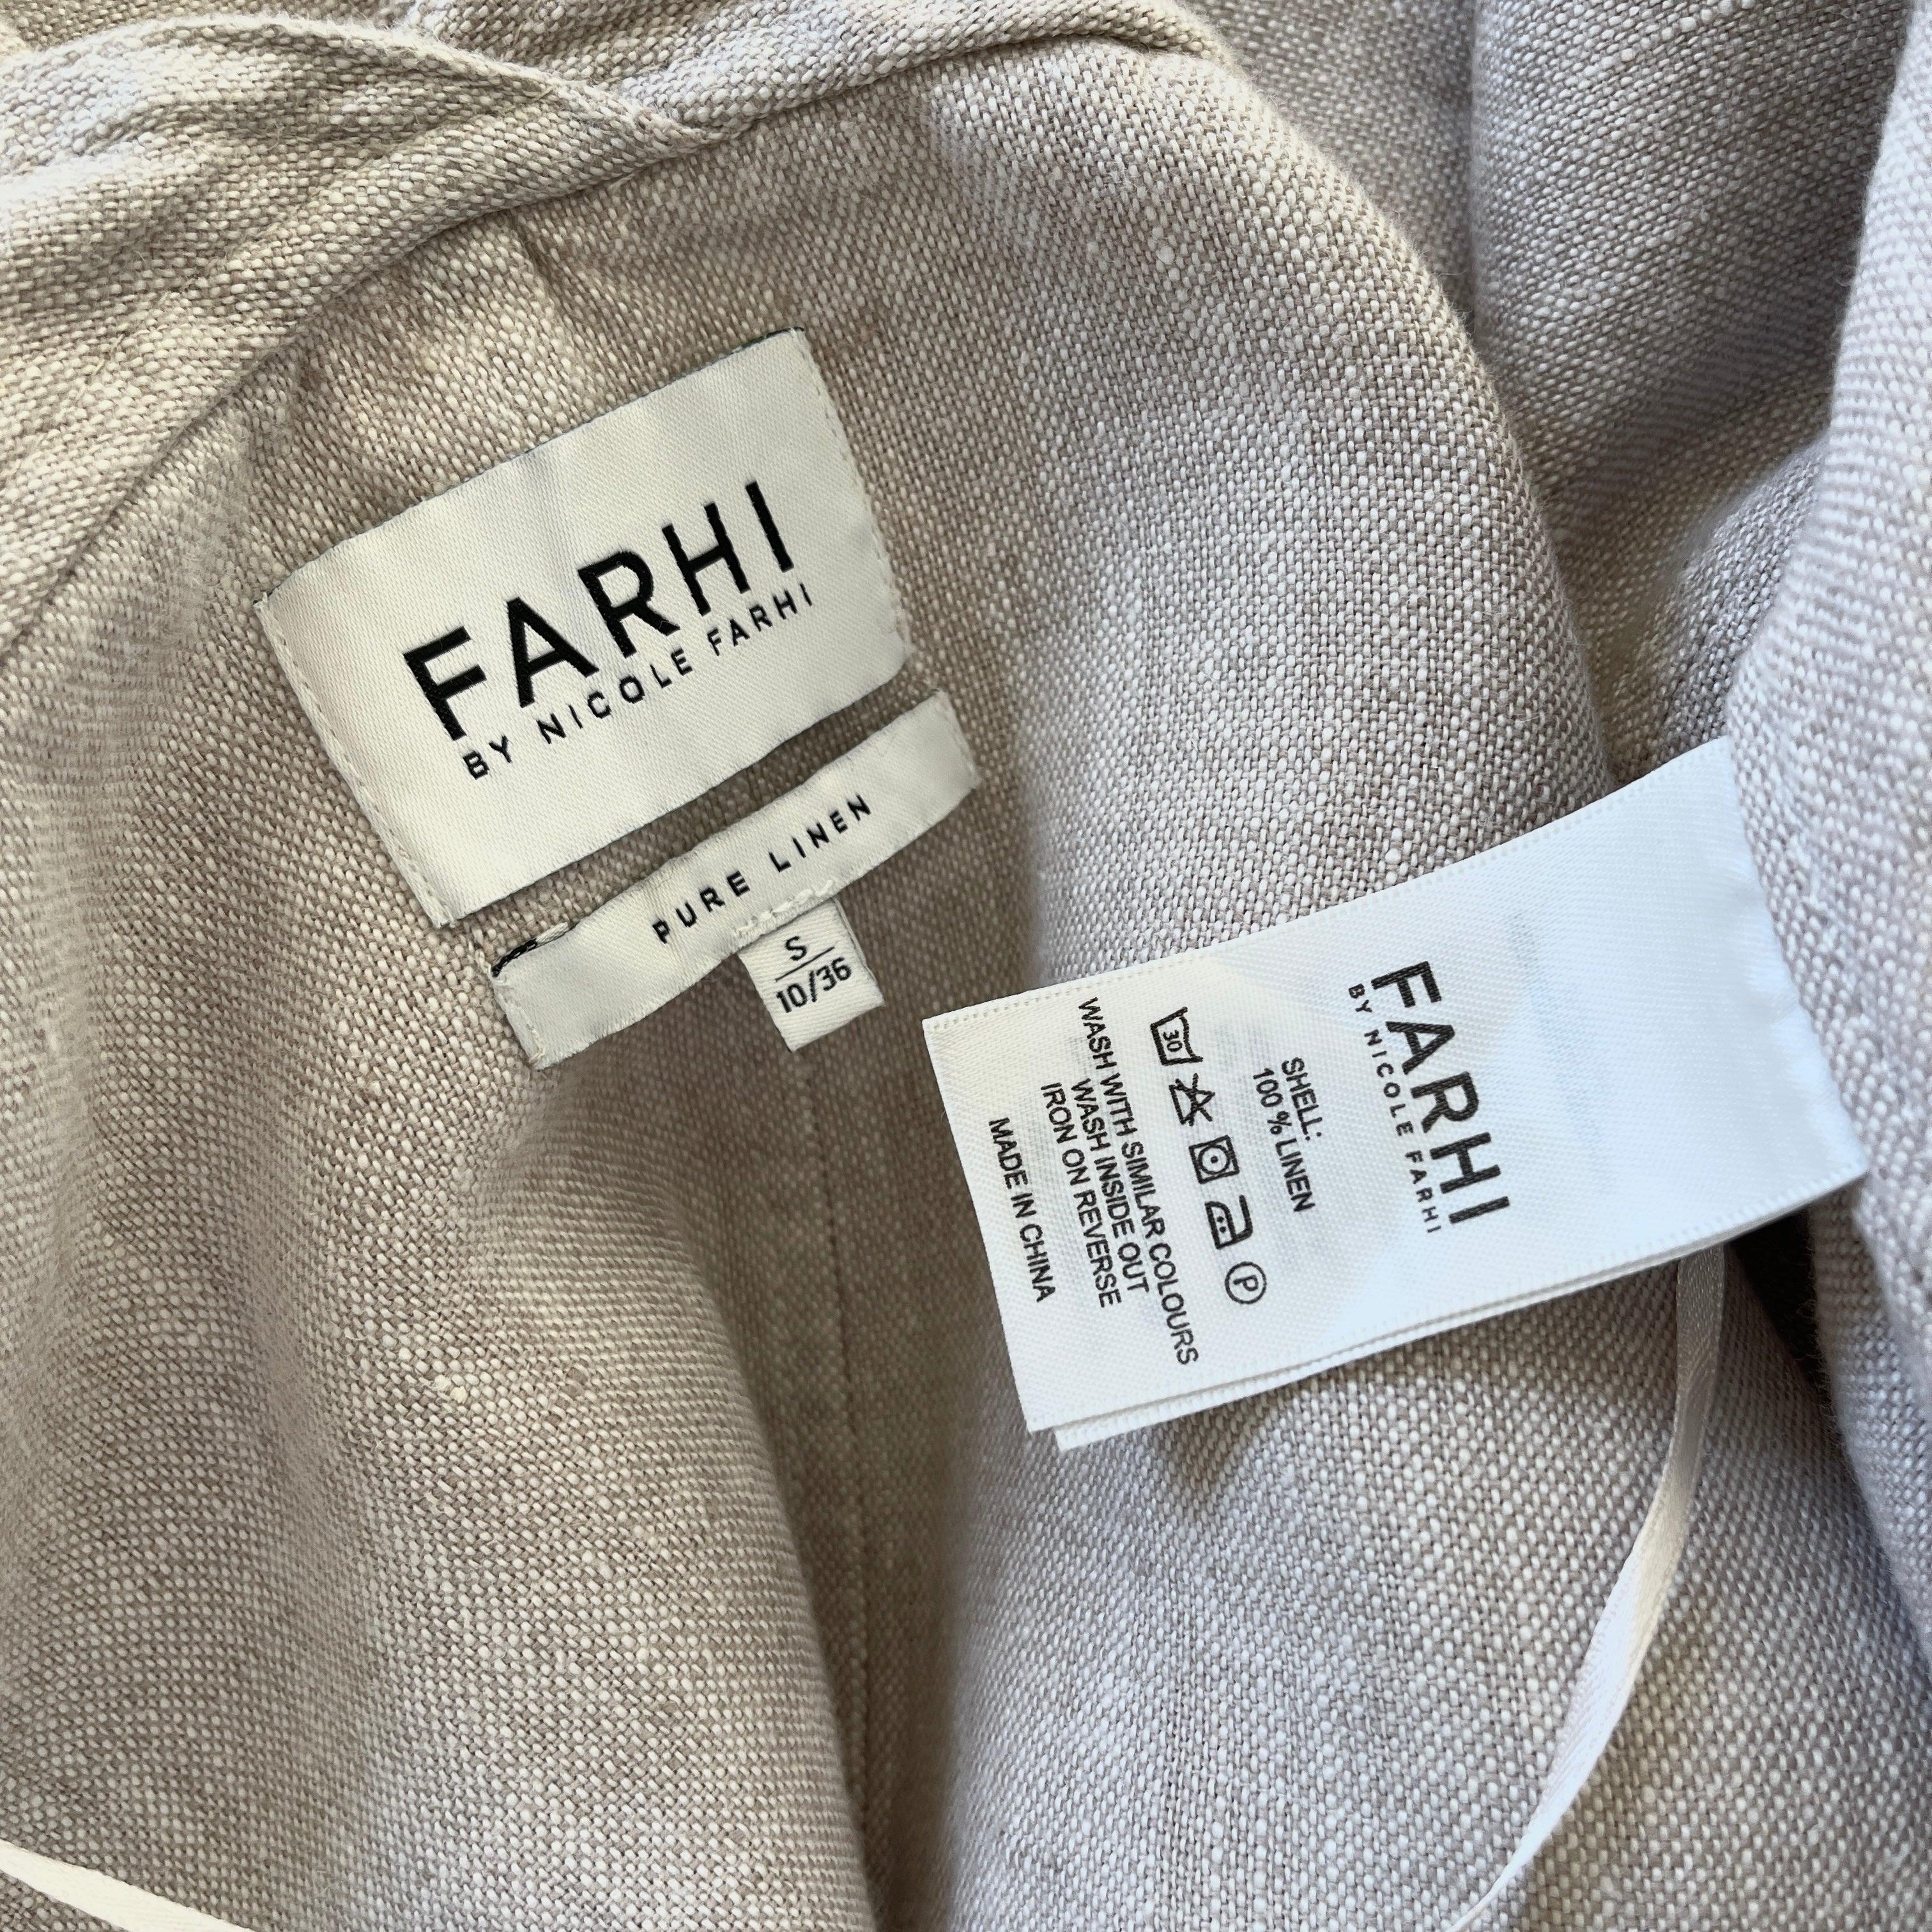 FARHI
BY NICOLE FARHI
PURE LINEN
S
10/36
FARHI
BY NICOLE FARHI
SHELL:
100 % LINEN
30
P
WASH WITH SIMILAR COLOURS
WASH INSIDE OUT
IRON ON REVERSE
MADE IN CHINA